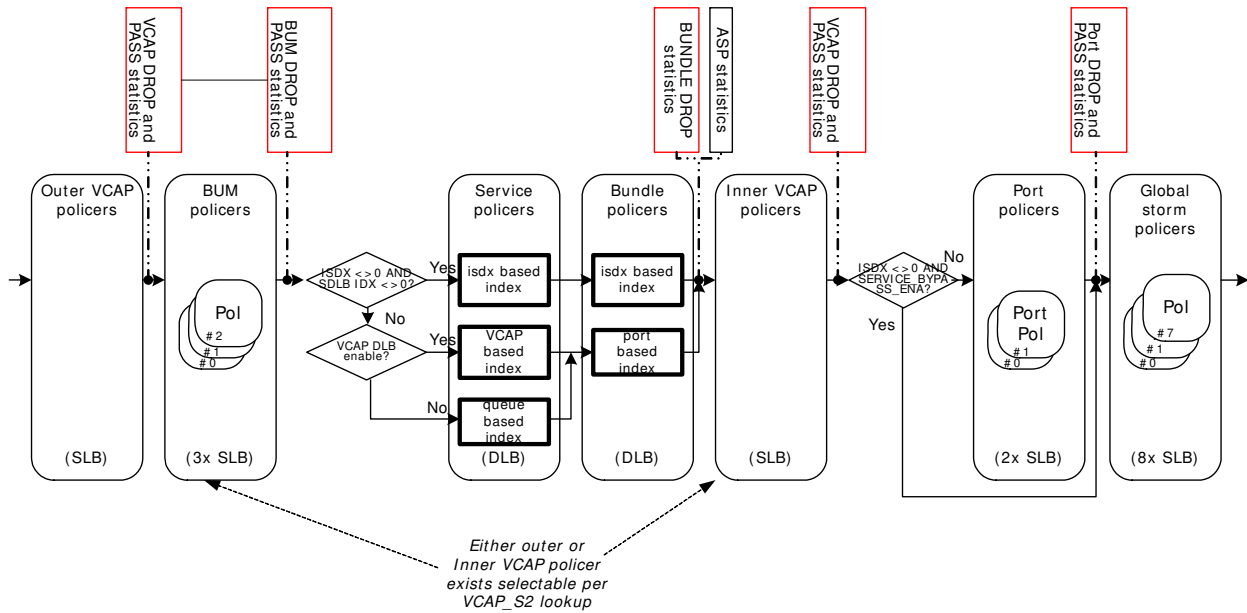 VCAP DROP and
PASS statistics
BUM DROP and
PASS statistics
BUNDLE DROP
statistics
ASP statistics
VCAP DROP and
PASS statistics
Port DROP and
PASS statistics
Outer VCAP
policers
(SLB)
BUM
policers
Pol
#2
#1
#0
(3x SLB)
ISDX <>0 AND
SDLB IDX <>0?
Yes
No
VCAP DLB
enable?
Yes
No
Service
policers
isdx based
index
VCAP
based
index
queue
based
index
(DLB)
Bundle
policers
isdx based
index
port
based
index
(DLB)
Inner VCAP
policers
(SLB)
ISDX <>0 AND
SERVICE_BYPA
SS_ENA?
No
Yes
Port
policers
Port
Pol
#1
#0
(2x SLB)
Global
storm
policers
Pol
#7
#1
#0
(8x SLB)
Either outer or
Inner VCAP policer
exists selectable per
VCAP_S2 lookup